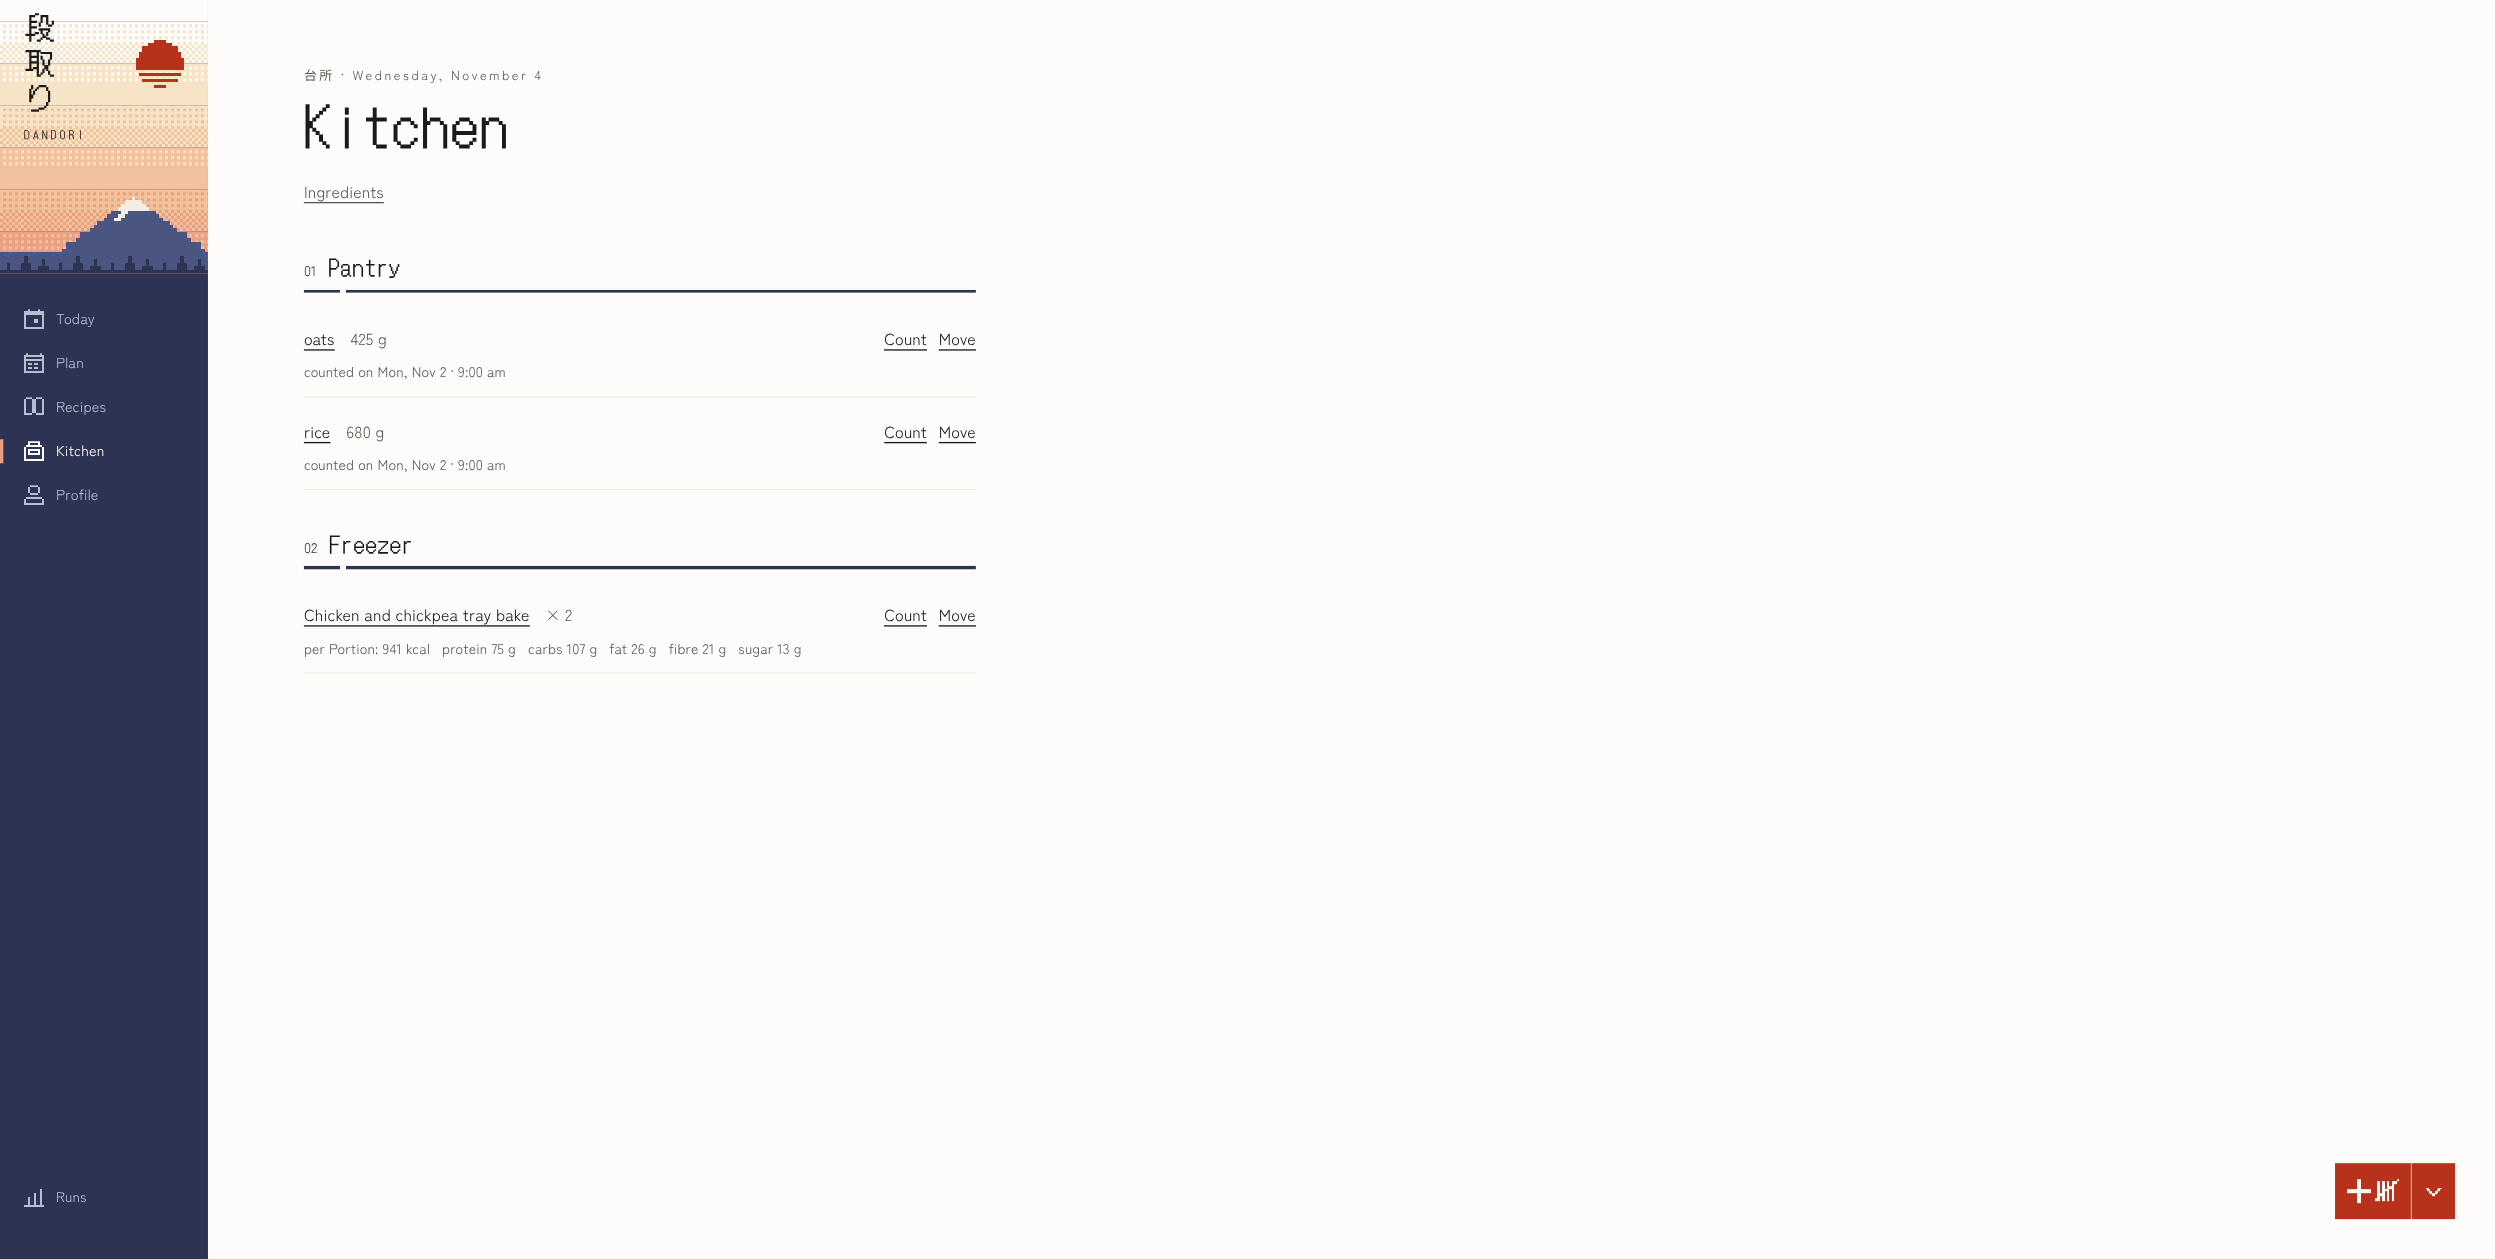 段取り
DANDORI
Today
Plan
Recipes
Kitchen
Profile
Runs
台所 · Wednesday, November 4
Kitchen
Ingredients
01 Pantry
oats 425 g Count Move
counted on Mon, Nov 2 · 9:00 am
rice 680 g Count Move
counted on Mon, Nov 2 · 9:00 am
02 Freezer
Chicken and chickpea tray bake × 2 Count Move
per Portion: 941 kcal protein 75 g carbs 107 g fat 26 g fibre 21 g sugar 13 g